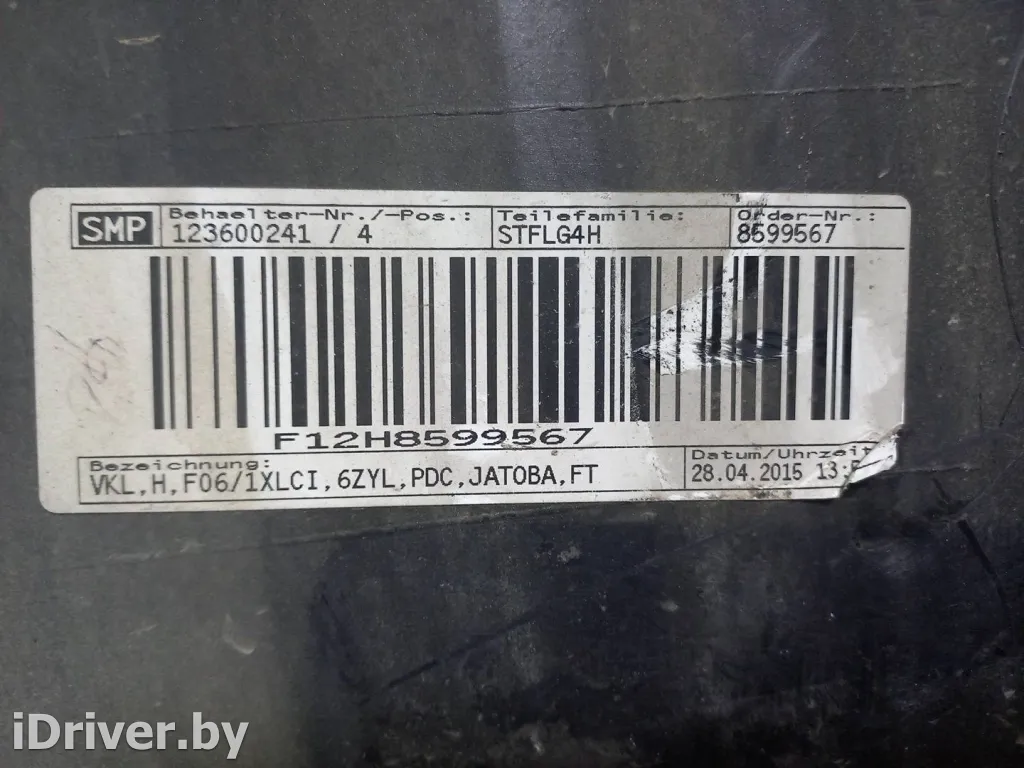 SMP
Behaelter-Nr./-Pos.: Teilefamilie: Order-Nr.:
123600241 / 4 STFLG4H 8599567
F12H8599567
Bezeichnung: Datum/Uhrzeit
VKL,H,F06/1XLCI,6ZYL,PDC,JATOBA,FT 28.04.2015
iDriver.by